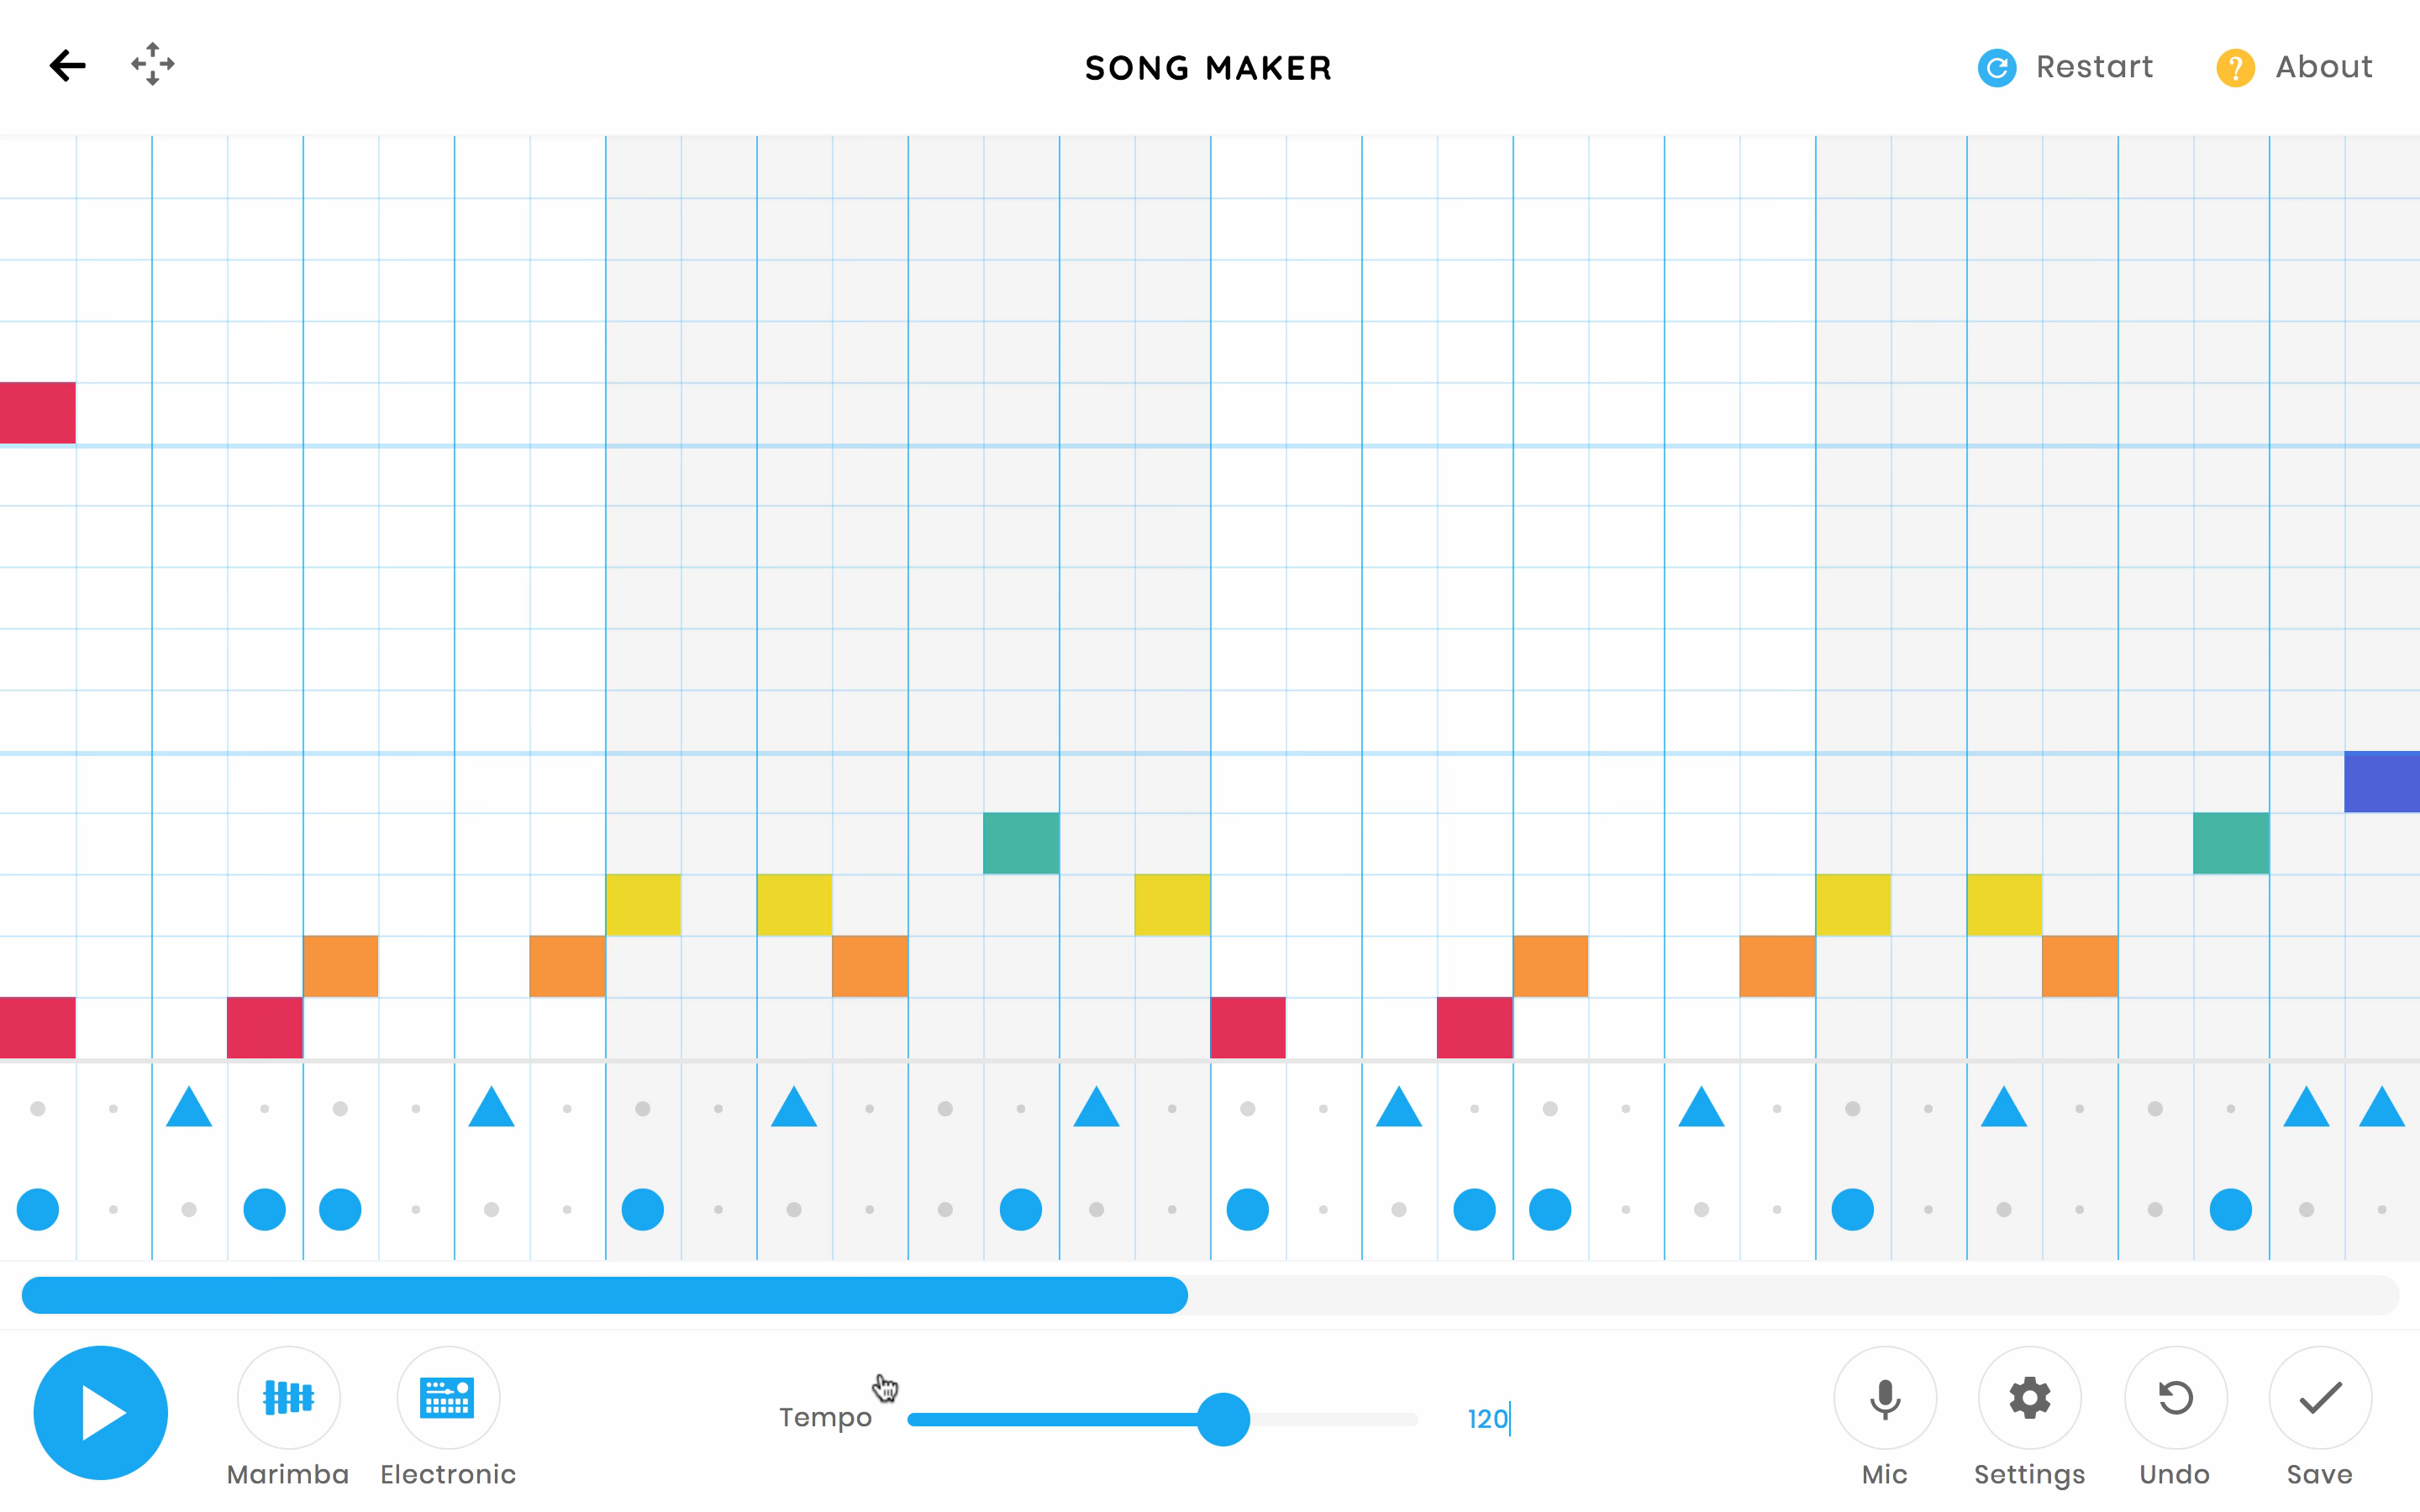 SONG MAKER
Restart
About
Tempo
120
Marimba
Electronic
Mic
Settings
Undo
Save